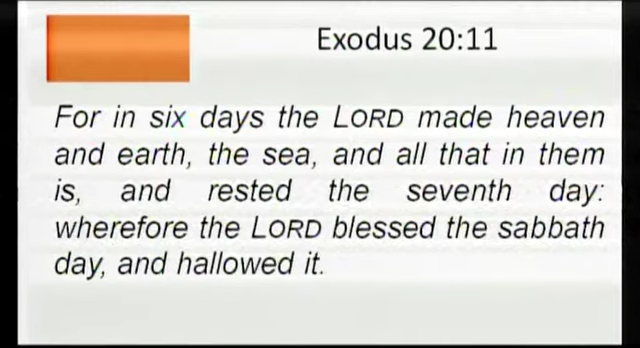 Exodus 20:11
For in six days the LORD made heaven
and earth, the sea, and all that in them
is, and rested the seventh day:
wherefore the LORD blessed the sabbath
day, and hallowed it.